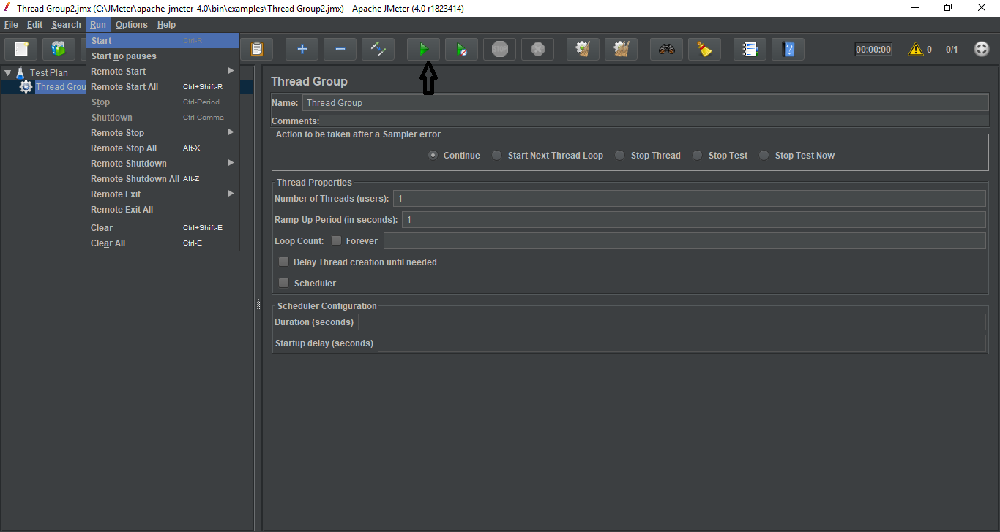 Thread Group2.jmx (C:\JMeter\apache-jmeter-4.0\bin\examples\Thread Group2.jmx) - Apache JMeter (4.0 r1823414)
File Edit Search Run Options Help
Start Ctrl-R
Start no pauses
Remote Start
Remote Start All Ctrl+Shift-R
Stop Ctrl-Period
Shutdown Ctrl-Comma
Remote Stop
Remote Stop All Alt-X
Remote Shutdown
Remote Shutdown All Alt-Z
Remote Exit
Remote Exit All
Clear Ctrl+Shift-E
Clear All Ctrl-E
STOP
?
00:00:00 0 0/1
Test Plan
Thread Grou
Thread Group
Name: Thread Group
Comments:
Action to be taken after a Sampler error
Continue Start Next Thread Loop Stop Thread Stop Test Stop Test Now
Thread Properties
Number of Threads (users): 1
Ramp-Up Period (in seconds): 1
Loop Count: Forever
Delay Thread creation until needed
Scheduler
Scheduler Configuration
Duration (seconds)
Startup delay (seconds)